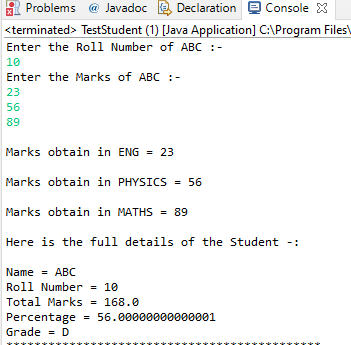 Problems @ Javadoc Declaration Console
<terminated> TestStudent (1) [Java Application] C:\Program Files\
Enter the Roll Number of ABC :-
10
Enter the Marks of ABC :-
23
56
89
Marks obtain in ENG = 23
Marks obtain in PHYSICS = 56
Marks obtain in MATHS = 89
Here is the full details of the Student -:
Name = ABC
Roll Number = 10
Total Marks = 168.0
Percentage = 56.00000000000001
Grade = D
*********************************************